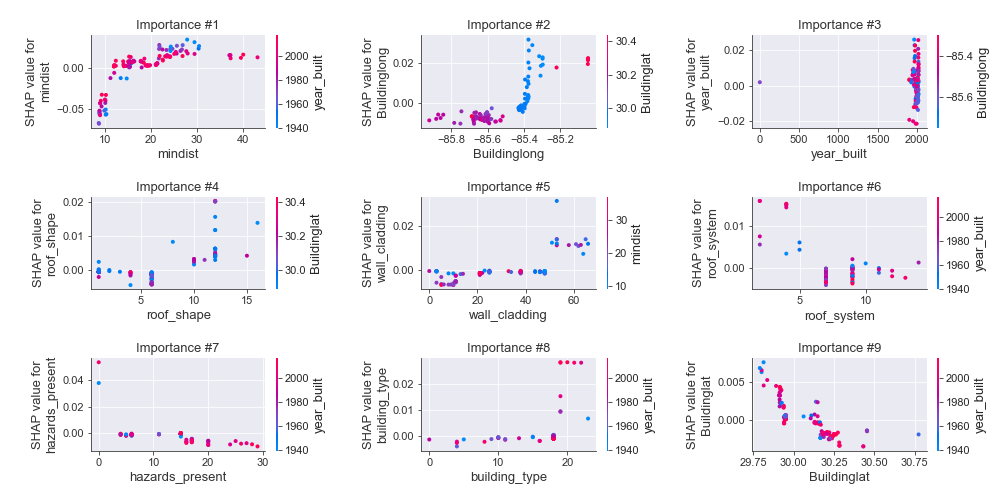 Importance #1
Importance #2
Importance #3
SHAP value for
mindist
0.00
−0.05
10
20
30
40
mindist
2000
1980
1960
1940
year_built
SHAP value for
Buildinglong
0.02
0.00
−85.8
−85.6
−85.4
−85.2
Buildinglong
30.4
30.2
30.0
Buildinglat
SHAP value for
year_built
0.02
0.00
−0.02
0
500
1000
1500
2000
year_built
−85.4
−85.6
Buildinglong
Importance #4
Importance #5
Importance #6
SHAP value for
roof_shape
0.02
0.01
0.00
5
10
15
roof_shape
30.4
30.2
30.0
Buildinglat
SHAP value for
wall_cladding
0.02
0.00
0
20
40
60
wall_cladding
30
20
10
mindist
SHAP value for
roof_system
0.01
0.00
5
10
roof_system
2000
1980
1960
1940
year_built
Importance #7
Importance #8
Importance #9
SHAP value for
hazards_present
0.04
0.02
0.00
0
10
20
30
hazards_present
2000
1980
1960
1940
year_built
SHAP value for
building_type
0.02
0.01
0.00
0
10
20
building_type
2000
1980
1960
1940
year_built
SHAP value for
Buildinglat
0.005
0.000
29.75
30.00
30.25
30.50
30.75
Buildinglat
2000
1980
1960
1940
year_built